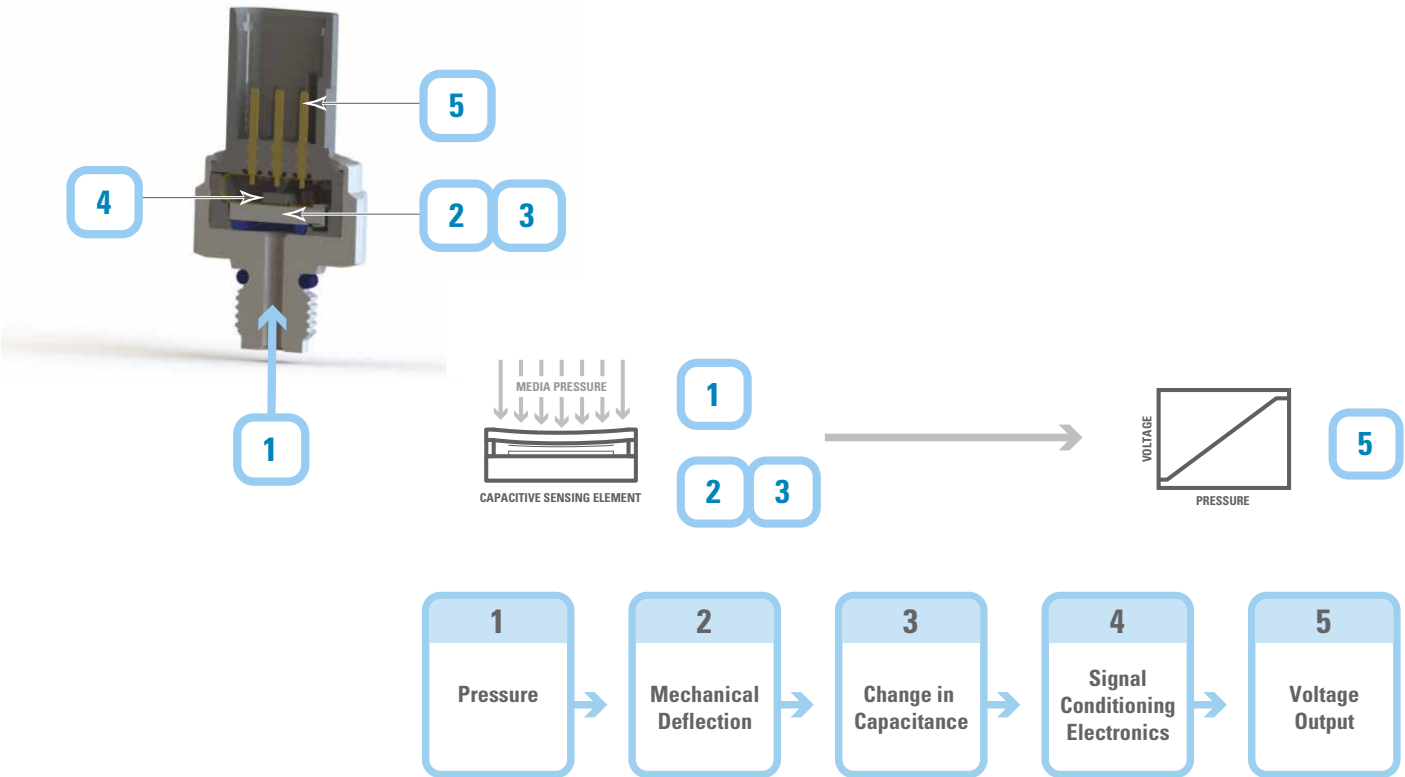 5
4
2
3
1
MEDIA PRESSURE
CAPACITIVE SENSING ELEMENT
1
2
3
VOLTAGE
PRESSURE
5
1
Pressure
2
Mechanical
Deflection
3
Change in
Capacitance
4
Signal
Conditioning
Electronics
5
Voltage
Output